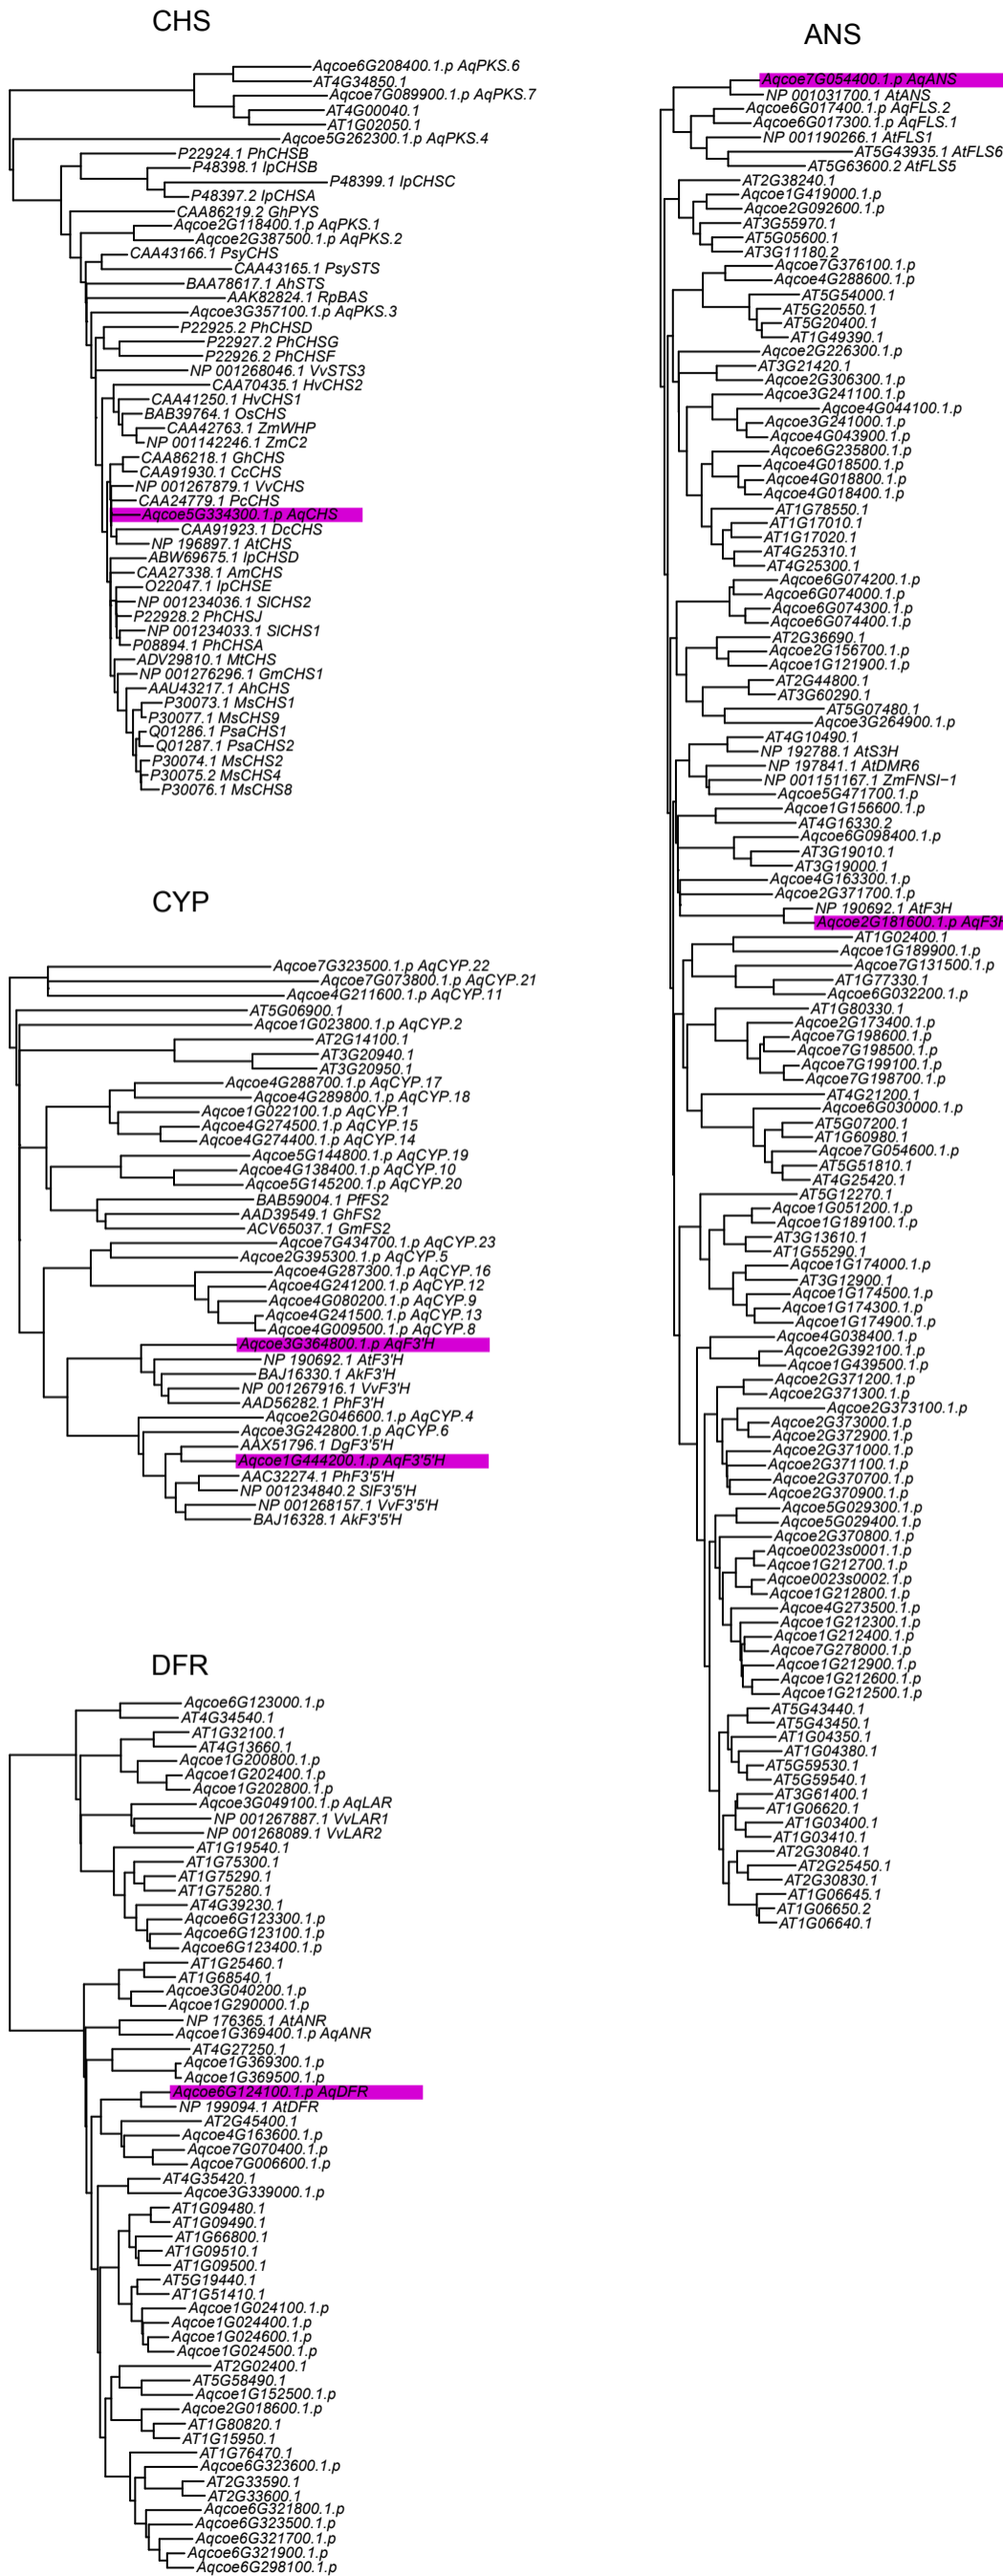 CHS
Aqcoe6G208400.1.p AqPKS.6
AT4G34850.1
Aqcoe7G089900.1.p AqPKS.7
AT4G00040.1
AT1G02050.1
Aqcoe5G262300.1.p AqPKS.4
P22924.1 PhCHSB
P48398.1 IpCHSB
P48399.1 IpCHSC
P48397.2 IpCHSA
CAA86219.2 GhPYS
Aqcoe2G118400.1.p AqPKS.1
Aqcoe2G387500.1.p AqPKS.2
CAA43166.1 PsyCHS
CAA43165.1 PsySTS
BAA78617.1 AhSTS
AAK82824.1 RpBAS
Aqcoe3G357100.1.p AqPKS.3
P22925.2 PhCHSD
P22927.2 PhCHSG
P22926.2 PhCHSF
NP 001268046.1 VvSTS3
CAA70435.1 HvCHS2
CAA41250.1 HvCHS1
BAB39764.1 OsCHS
CAA42763.1 ZmWHP
NP 001142246.1 ZmC2
CAA86218.1 GhCHS
CAA91930.1 CcCHS
NP 001267879.1 VvCHS
CAA24779.1 PcCHS
Aqcoe5G334300.1.p AqCHS
CAA91923.1 DcCHS
NP 196897.1 AtCHS
ABW69675.1 IpCHSD
CAA27338.1 AmCHS
O22047.1 IpCHSE
NP 001234036.1 SlCHS2
P22928.2 PhCHSJ
NP 001234033.1 SlCHS1
P08894.1 PhCHSA
ADV29810.1 MtCHS
NP 001276296.1 GmCHS1
AAU43217.1 AhCHS
P30073.1 MsCHS1
P30077.1 MsCHS9
Q01286.1 PsaCHS1
Q01287.1 PsaCHS2
P30074.1 MsCHS2
P30075.2 MsCHS4
P30076.1 MsCHS8
CYP
Aqcoe7G323500.1.p AqCYP.22
Aqcoe7G073800.1.p AqCYP.21
Aqcoe4G211600.1.p AqCYP.11
AT5G06900.1
Aqcoe1G023800.1.p AqCYP.2
AT2G14100.1
AT3G20940.1
AT3G20950.1
Aqcoe4G288700.1.p AqCYP.17
Aqcoe4G289800.1.p AqCYP.18
Aqcoe1G022100.1.p AqCYP.1
Aqcoe4G274500.1.p AqCYP.15
Aqcoe4G274400.1.p AqCYP.14
Aqcoe5G144800.1.p AqCYP.19
Aqcoe4G138400.1.p AqCYP.10
Aqcoe5G145200.1.p AqCYP.20
BAB59004.1 PfFS2
AAD39549.1 GhFS2
ACV65037.1 GmFS2
Aqcoe7G434700.1.p AqCYP.23
Aqcoe2G395300.1.p AqCYP.5
Aqcoe4G287300.1.p AqCYP.16
Aqcoe4G241200.1.p AqCYP.12
Aqcoe4G080200.1.p AqCYP.9
Aqcoe4G241500.1.p AqCYP.13
Aqcoe4G009500.1.p AqCYP.8
Aqcoe3G364800.1.p AqF3'H
NP 190692.1 AtF3'H
BAJ16330.1 AkF3'H
NP 001267916.1 VvF3'H
AAD56282.1 PhF3'H
Aqcoe2G046600.1.p AqCYP.4
Aqcoe3G242800.1.p AqCYP.6
AAX51796.1 DgF3'5'H
Aqcoe1G444200.1.p AqF3'5'H
AAC32274.1 PhF3'5'H
NP 001234840.2 SlF3'5'H
NP 001268157.1 VvF3'5'H
BAJ16328.1 AkF3'5'H
DFR
Aqcoe6G123000.1.p
AT4G34540.1
AT1G32100.1
AT4G13660.1
Aqcoe1G200800.1.p
Aqcoe1G202400.1.p
Aqcoe1G202800.1.p
Aqcoe3G049100.1.p AqLAR
NP 001267887.1 VvLAR1
NP 001268089.1 VvLAR2
AT1G19540.1
AT1G75300.1
AT1G75290.1
AT1G75280.1
AT4G39230.1
Aqcoe6G123300.1.p
Aqcoe6G123100.1.p
Aqcoe6G123400.1.p
AT1G25460.1
AT1G68540.1
Aqcoe3G040200.1.p
Aqcoe1G290000.1.p
NP 176365.1 AtANR
Aqcoe1G369400.1.p AqANR
AT4G27250.1
Aqcoe1G369300.1.p
Aqcoe1G369500.1.p
Aqcoe6G124100.1.p AqDFR
NP 199094.1 AtDFR
AT2G45400.1
Aqcoe4G163600.1.p
Aqcoe7G070400.1.p
Aqcoe7G006600.1.p
AT4G35420.1
Aqcoe3G339000.1.p
AT1G09480.1
AT1G09490.1
AT1G66800.1
AT1G09510.1
AT1G09500.1
AT5G19440.1
AT1G51410.1
Aqcoe1G024100.1.p
Aqcoe1G024400.1.p
Aqcoe1G024600.1.p
Aqcoe1G024500.1.p
AT2G02400.1
AT5G58490.1
Aqcoe1G152500.1.p
Aqcoe2G018600.1.p
AT1G80820.1
AT1G15950.1
AT1G76470.1
Aqcoe6G323600.1.p
AT2G33590.1
AT2G33600.1
Aqcoe6G321800.1.p
Aqcoe6G323500.1.p
Aqcoe6G321700.1.p
Aqcoe6G321900.1.p
Aqcoe6G298100.1.p
ANS
Aqcoe7G054400.1.p AqANS
NP 001031700.1 AtANS
Aqcoe6G017400.1.p AqFLS.2
Aqcoe6G017300.1.p AqFLS.1
NP 001190266.1 AtFLS1
AT5G43935.1 AtFLS6
AT5G63600.2 AtFLS5
AT2G38240.1
Aqcoe1G419000.1.p
Aqcoe2G092600.1.p
AT3G55970.1
AT5G05600.1
AT3G11180.2
Aqcoe7G376100.1.p
Aqcoe4G288600.1.p
AT5G54000.1
AT5G20550.1
AT5G20400.1
AT1G49390.1
Aqcoe2G226300.1.p
AT3G21420.1
Aqcoe2G306300.1.p
Aqcoe3G241100.1.p
Aqcoe4G044100.1.p
Aqcoe3G241000.1.p
Aqcoe4G043900.1.p
Aqcoe6G235800.1.p
Aqcoe4G018500.1.p
Aqcoe4G018800.1.p
Aqcoe4G018400.1.p
AT1G78550.1
AT1G17010.1
AT1G17020.1
AT4G25310.1
AT4G25300.1
Aqcoe6G074200.1.p
Aqcoe6G074000.1.p
Aqcoe6G074300.1.p
Aqcoe6G074400.1.p
AT2G36690.1
Aqcoe2G156700.1.p
Aqcoe1G121900.1.p
AT2G44800.1
AT3G60290.1
AT5G07480.1
Aqcoe3G264900.1.p
AT4G10490.1
NP 192788.1 AtS3H
NP 197841.1 AtDMR6
NP 001151167.1 ZmFNSI−1
Aqcoe5G471700.1.p
Aqcoe1G156600.1.p
AT4G16330.2
Aqcoe6G098400.1.p
AT3G19010.1
AT3G19000.1
Aqcoe4G163300.1.p
Aqcoe2G371700.1.p
NP 190692.1 AtF3H
Aqcoe2G181600.1.p AqF3H
AT1G02400.1
Aqcoe1G189900.1.p
Aqcoe7G131500.1.p
AT1G77330.1
Aqcoe6G032200.1.p
AT1G80330.1
Aqcoe2G173400.1.p
Aqcoe7G198600.1.p
Aqcoe7G198500.1.p
Aqcoe7G199100.1.p
Aqcoe7G198700.1.p
AT4G21200.1
Aqcoe6G030000.1.p
AT5G07200.1
AT1G60980.1
Aqcoe7G054600.1.p
AT5G51810.1
AT4G25420.1
AT5G12270.1
Aqcoe1G051200.1.p
Aqcoe1G189100.1.p
AT3G13610.1
AT1G55290.1
Aqcoe1G174000.1.p
AT3G12900.1
Aqcoe1G174500.1.p
Aqcoe1G174300.1.p
Aqcoe1G174900.1.p
Aqcoe4G038400.1.p
Aqcoe2G392100.1.p
Aqcoe1G439500.1.p
Aqcoe2G371200.1.p
Aqcoe2G371300.1.p
Aqcoe2G373100.1.p
Aqcoe2G373000.1.p
Aqcoe2G372900.1.p
Aqcoe2G371000.1.p
Aqcoe2G371100.1.p
Aqcoe2G370700.1.p
Aqcoe2G370900.1.p
Aqcoe5G029300.1.p
Aqcoe5G029400.1.p
Aqcoe2G370800.1.p
Aqcoe0023s0001.1.p
Aqcoe1G212700.1.p
Aqcoe0023s0002.1.p
Aqcoe1G212800.1.p
Aqcoe4G273500.1.p
Aqcoe1G212300.1.p
Aqcoe1G212400.1.p
Aqcoe7G278000.1.p
Aqcoe1G212900.1.p
Aqcoe1G212600.1.p
Aqcoe1G212500.1.p
AT5G43440.1
AT5G43450.1
AT1G04350.1
AT1G04380.1
AT5G59530.1
AT5G59540.1
AT3G61400.1
AT1G06620.1
AT1G03400.1
AT1G03410.1
AT2G30840.1
AT2G25450.1
AT2G30830.1
AT1G06645.1
AT1G06650.2
AT1G06640.1